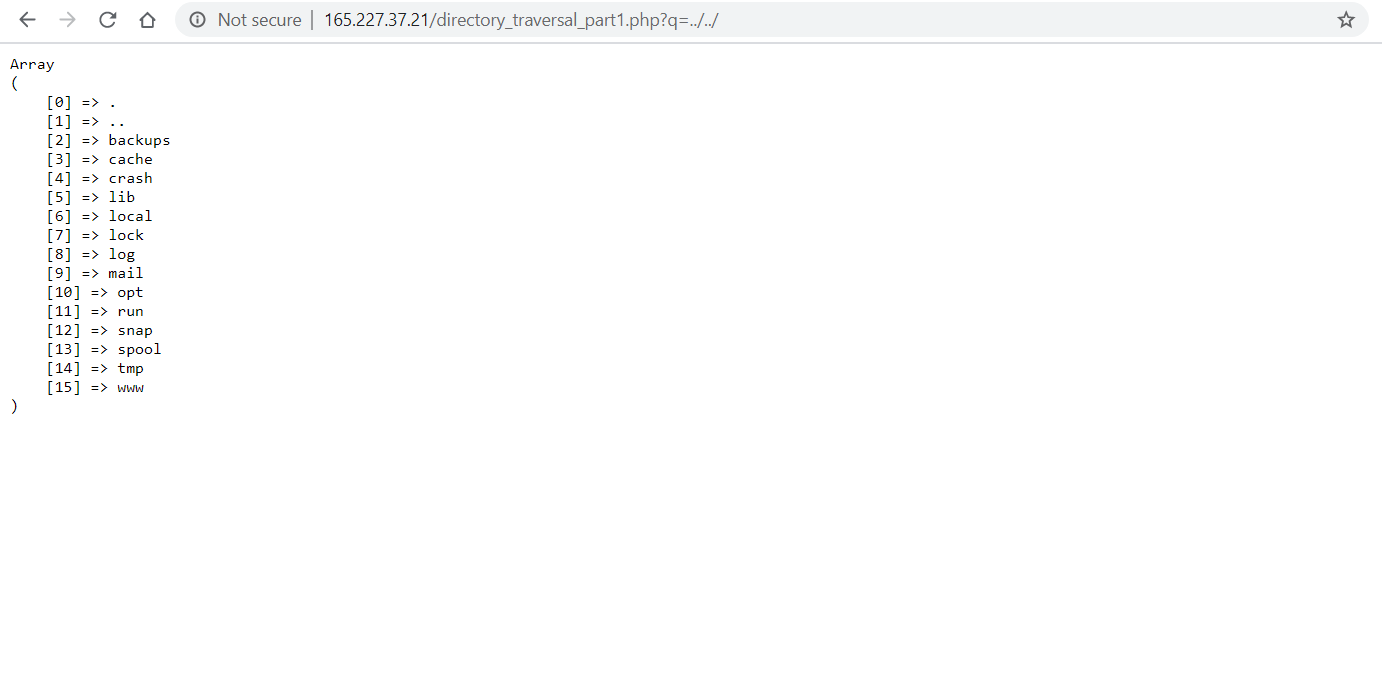 Not secure | 165.227.37.21/directory_traversal_part1.php?q=../../
Array
(
    [0] => .
    [1] => ..
    [2] => backups
    [3] => cache
    [4] => crash
    [5] => lib
    [6] => local
    [7] => lock
    [8] => log
    [9] => mail
    [10] => opt
    [11] => run
    [12] => snap
    [13] => spool
    [14] => tmp
    [15] => www
)